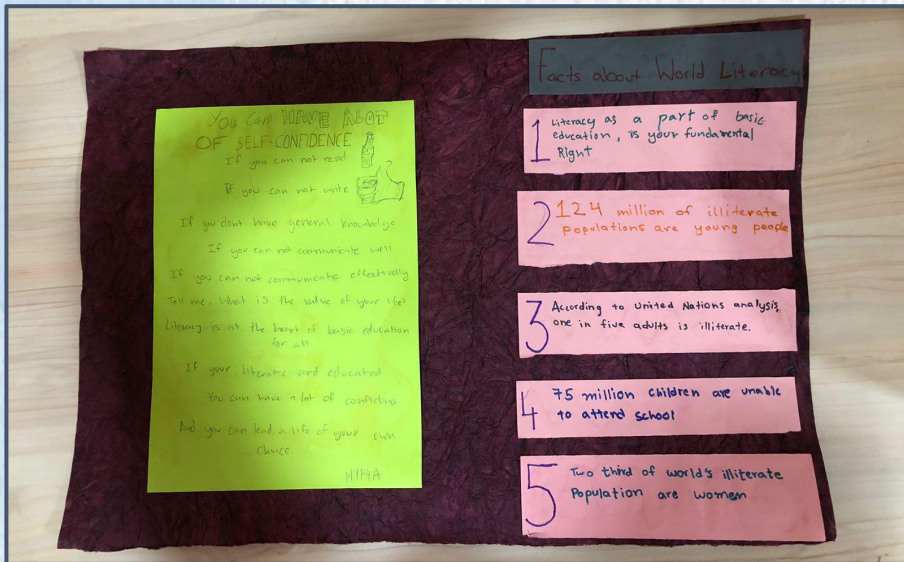 You Can HAVE ALOT
OF SELF-CONFIDENCE
If you can not read
If you can not write
If you dont have general knowledge
If you can not communicate well
If you can not communicate effectively
Tell me, What is the value of your life?
Literacy is at the heart of basic education
for all
If your literate and educated
You can have a lot of confidence
And you can lead a life of your own
choice
MYP4A
Facts about World Literacy
1 Literacy as a part of basic
education, is your fundamental
Right
2 124 million of illiterate
populations are young people
3 According to United Nations analysis,
one in five adults is illiterate.
4 75 million children are unable
to attend school
5 Two third of world's illiterate
Population are women